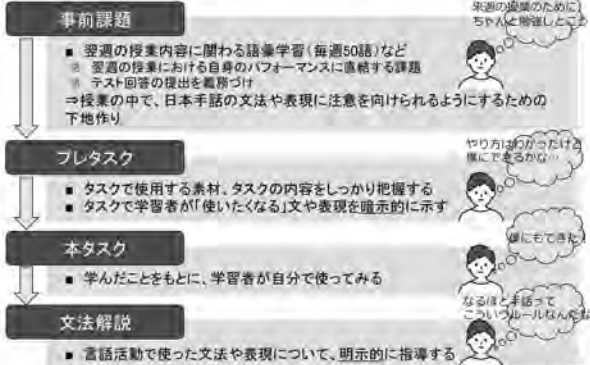 事前課題
来週の授業のために
ちゃんと勉強しとこう
■ 翌週の授業内容に関わる語彙学習（毎週50語）など
翌週の授業における自身のパフォーマンスに直結する課題
テスト回答の提出を義務づけ
⇒授業の中で、日本手話の文法や表現に注意を向けられるようにするための
下地作り
プレタスク
やり方はわかったけど
僕にできるかな…
■ タスクで使用する素材、タスクの内容をしっかり把握する
■ タスクで学習者が「使いたくなる」文や表現を暗示的に示す
本タスク
僕にもできた！
■ 学んだことをもとに、学習者が自分で使ってみる
文法解説
なるほど手話って
こういうルールなんだな
■ 言語活動で使った文法や表現について、明示的に指導する